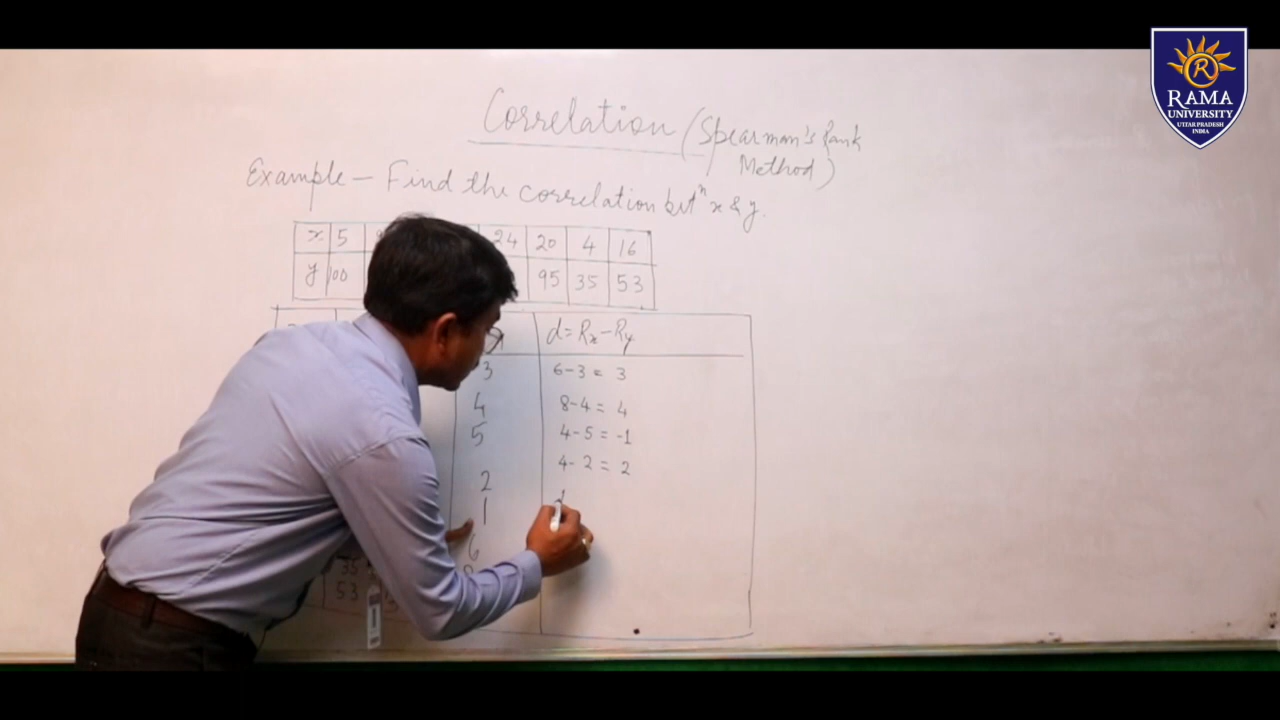 RAMA
UNIVERSITY
UTTAR PRADESH
INDIA
Correlation (Spearman's Rank
Method)
Example - Find the correlation betⁿ x & y.
x 5 24 20 4 16
y 100 95 35 53
d = Rx - Ry
3 6-3 = 3
4 8-4 = 4
5 4-5 = -1
2 4-2 = 2
1
6
35
53